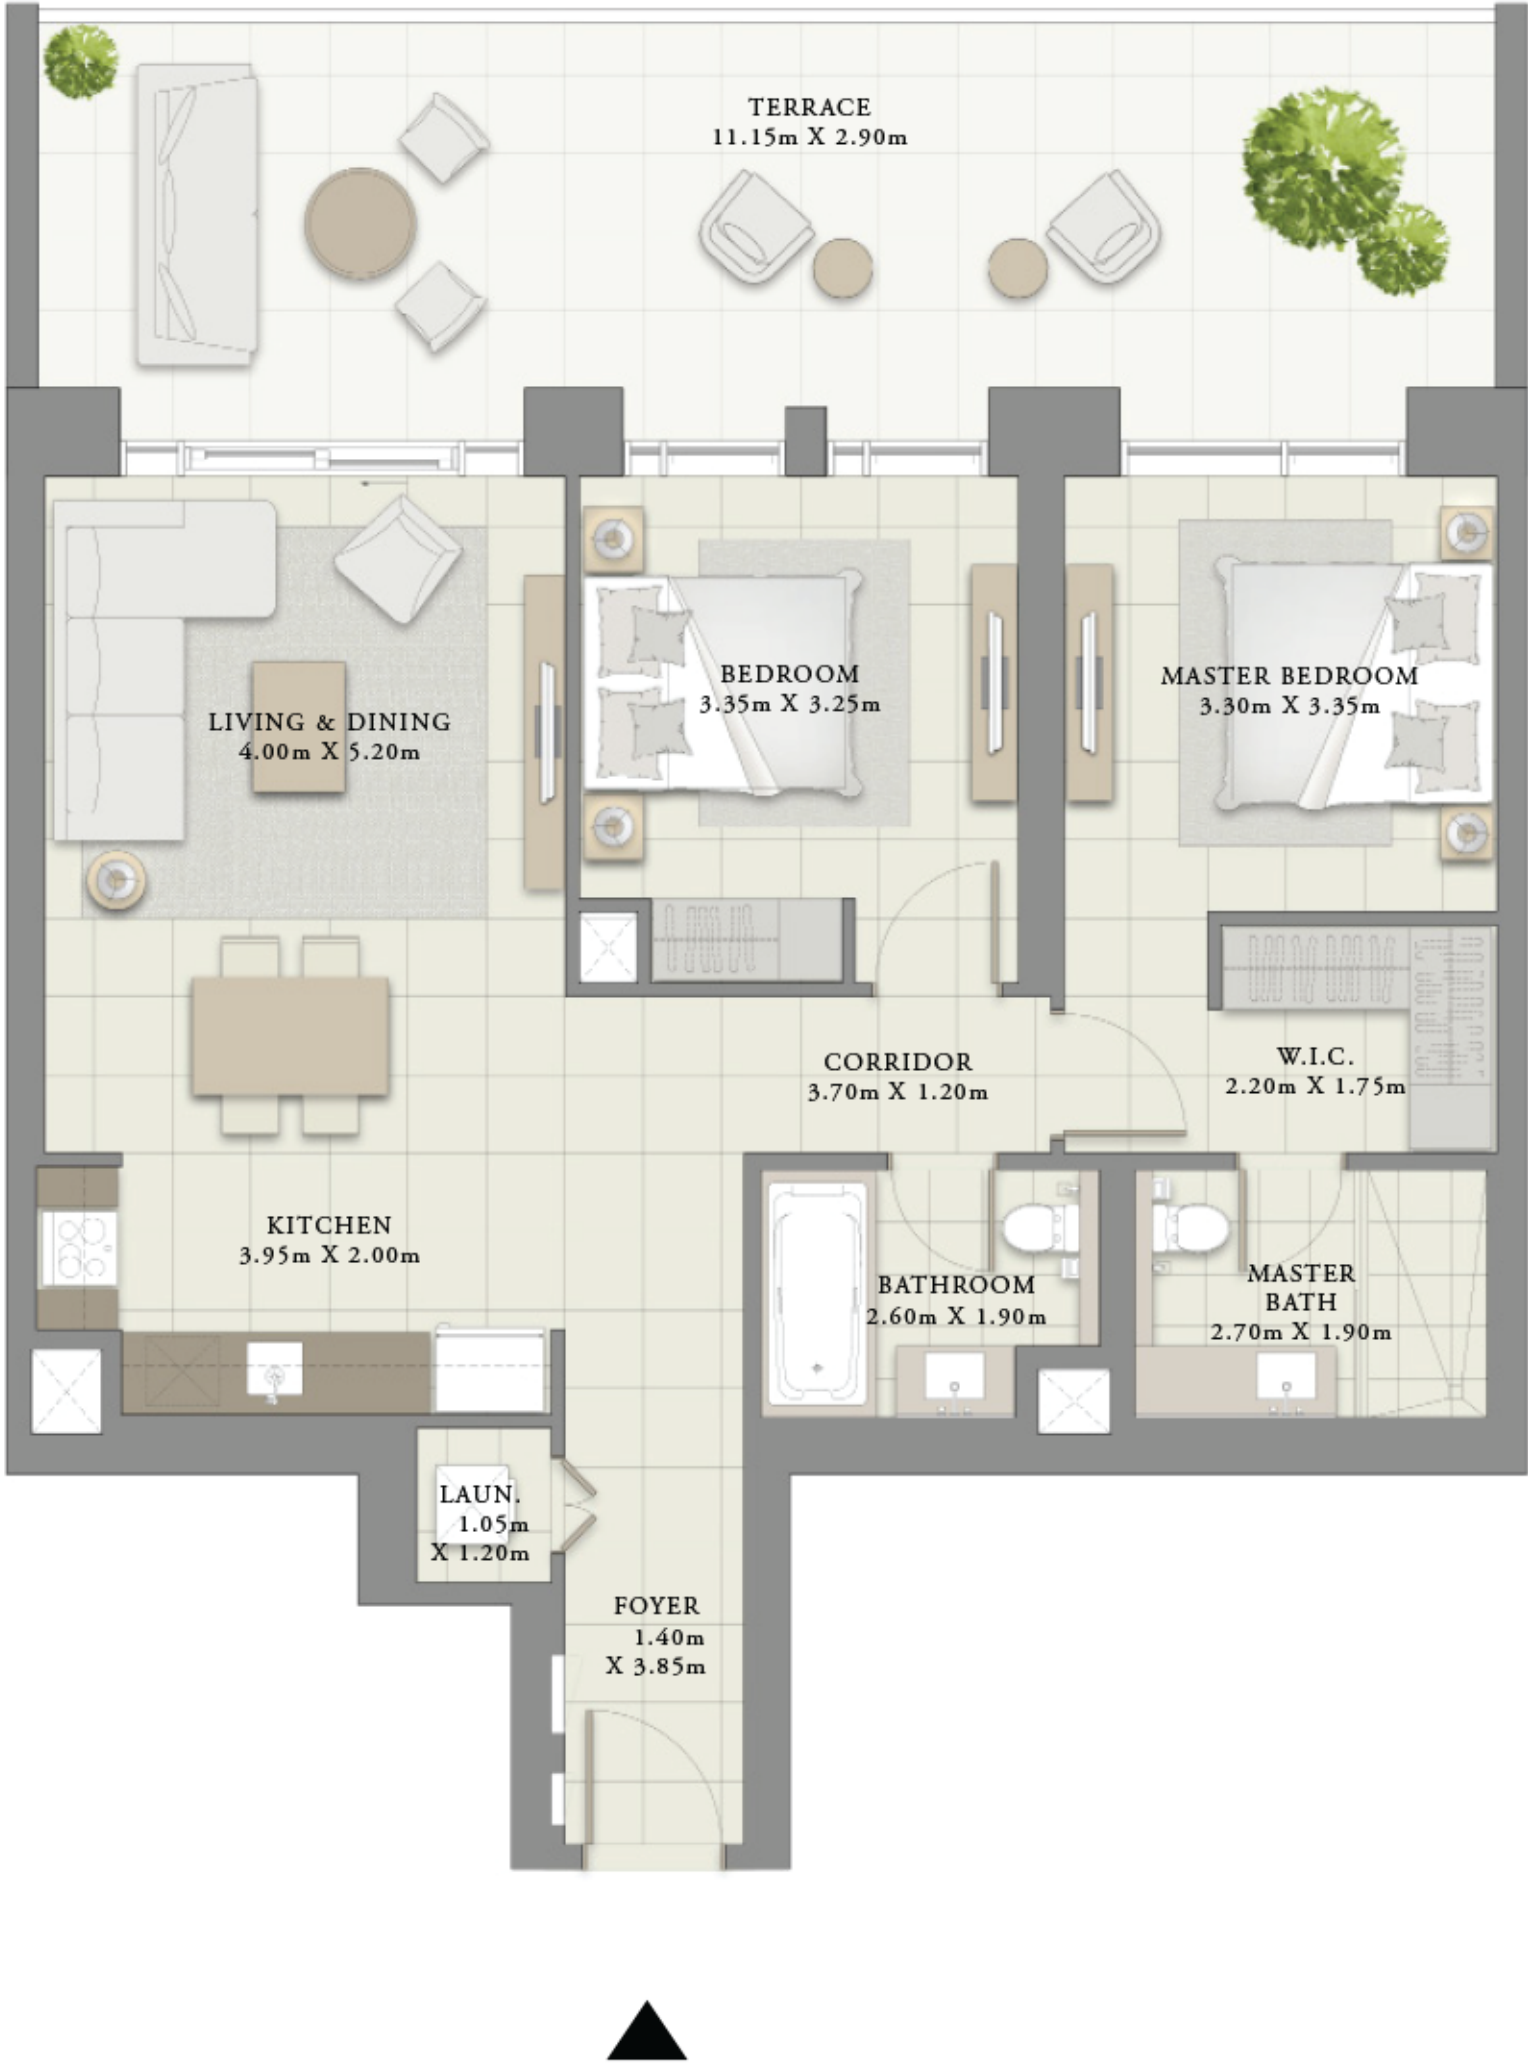 TERRACE
11.15m X 2.90m
BEDROOM
3.35m X 3.25m
MASTER BEDROOM
3.30m X 3.35m
LIVING & DINING
4.00m X 5.20m
CORRIDOR
3.70m X 1.20m
W.I.C.
2.20m X 1.75m
KITCHEN
3.95m X 2.00m
BATHROOM
2.60m X 1.90m
MASTER
BATH
2.70m X 1.90m
LAUN.
1.05m
X 1.20m
FOYER
1.40m
X 3.85m